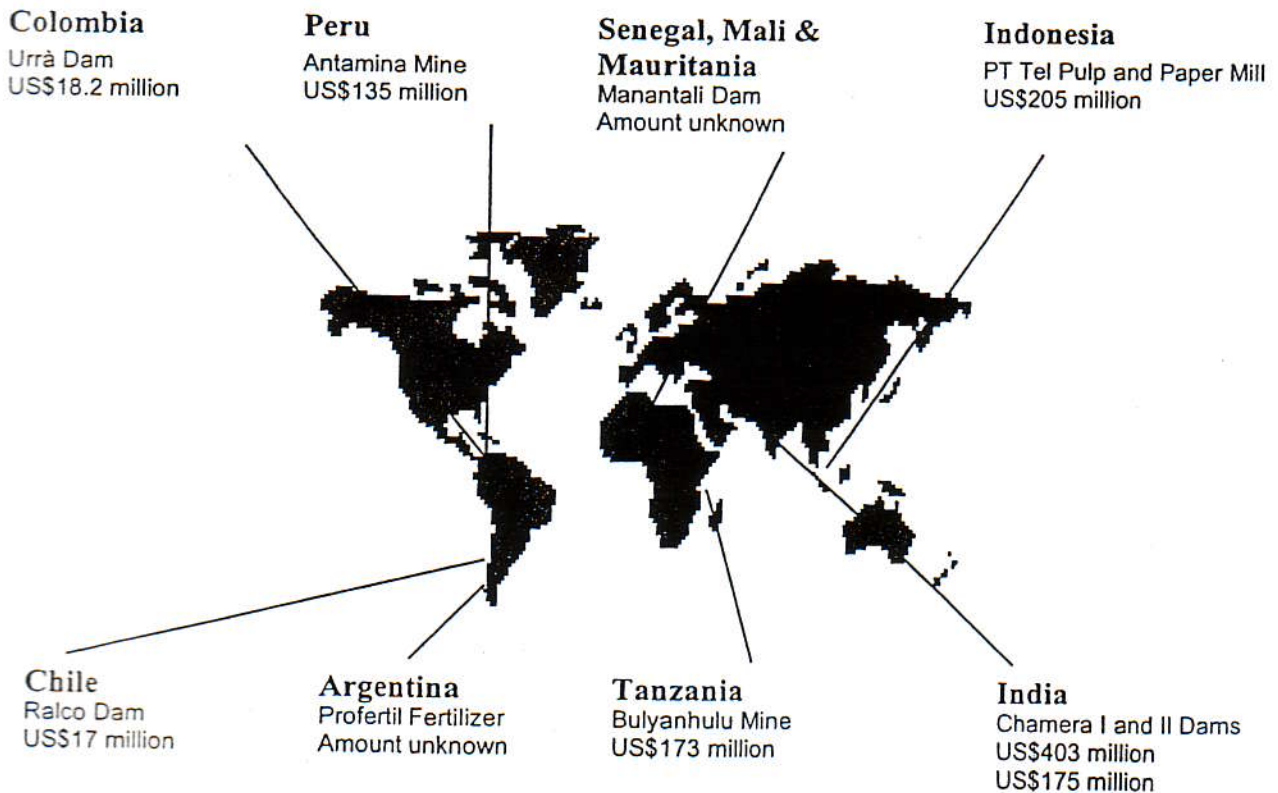 Colombia
Urrà Dam
US$18.2 million
Peru
Antamina Mine
US$135 million
Senegal, Mali &
Mauritania
Manantali Dam
Amount unknown
Indonesia
PT Tel Pulp and Paper Mill
US$205 million
Chile
Ralco Dam
US$17 million
Argentina
Profertil Fertilizer
Amount unknown
Tanzania
Bulyanhulu Mine
US$173 million
India
Chamera I and II Dams
US$403 million
US$175 million